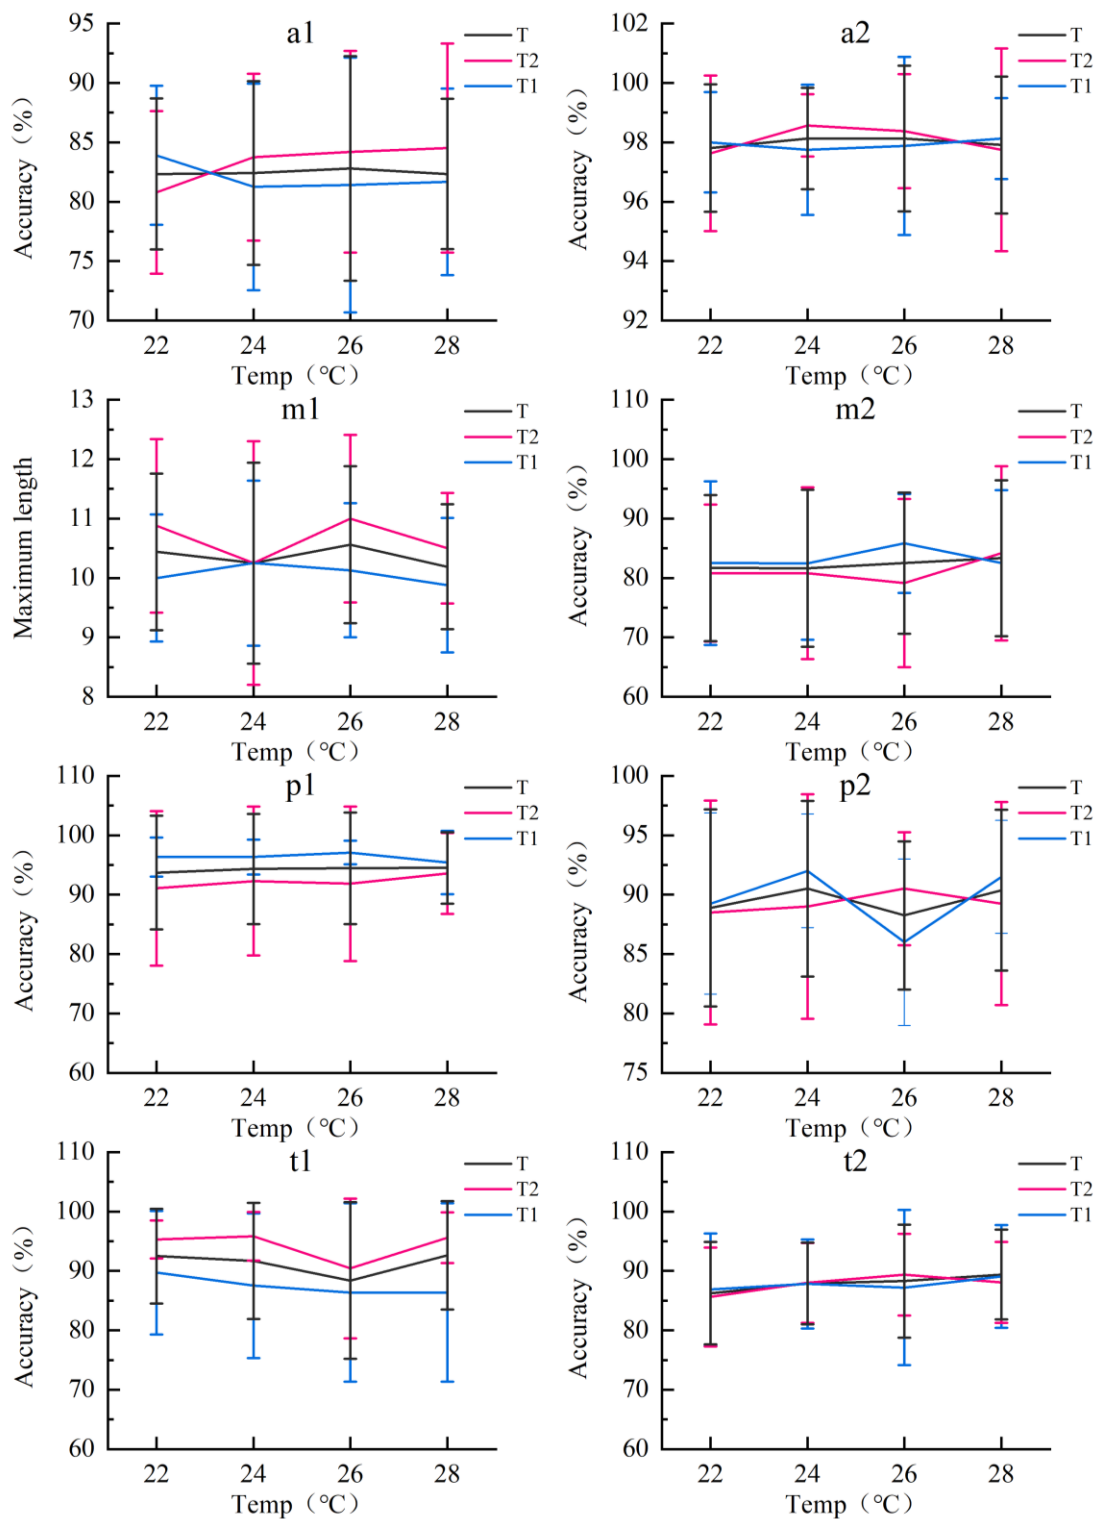 a1
T
T2
T1
95
90
85
80
75
70
Accuracy（%）
22 24 26 28
Temp（℃）
a2
T
T2
T1
102
100
98
96
94
92
Accuracy（%）
22 24 26 28
Temp（℃）
m1
T
T2
T1
13
12
11
10
9
8
Maximum length
22 24 26 28
Temp（℃）
m2
T
T2
T1
110
100
90
80
70
60
Accuracy（%）
22 24 26 28
Temp（℃）
p1
T
T2
T1
110
100
90
80
70
60
Accuracy（%）
22 24 26 28
Temp（℃）
p2
T
T2
T1
100
95
90
85
80
75
Accuracy（%）
22 24 26 28
Temp（℃）
t1
T
T2
T1
110
100
90
80
70
60
Accuracy（%）
22 24 26 28
Temp（℃）
t2
T
T2
T1
110
100
90
80
70
60
Accuracy（%）
22 24 26 28
Temp（℃）